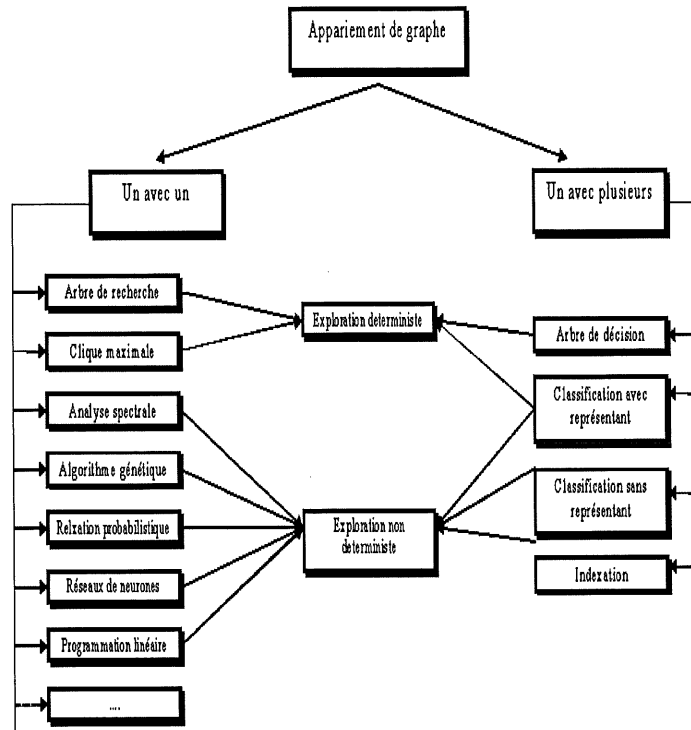 Appariement de graphe
Un avec un
Un avec plusieurs
Arbre de recherche
Exploration deterministe
Arbre de décision
Clique maximale
Classification avec
représentant
Analyse spectrale
Algorithme génétique
Classification sans
représentant
Relxation probabilistique
Exploration non
deterministe
Réseaux de neurones
Indexation
Programmation linéaire
....